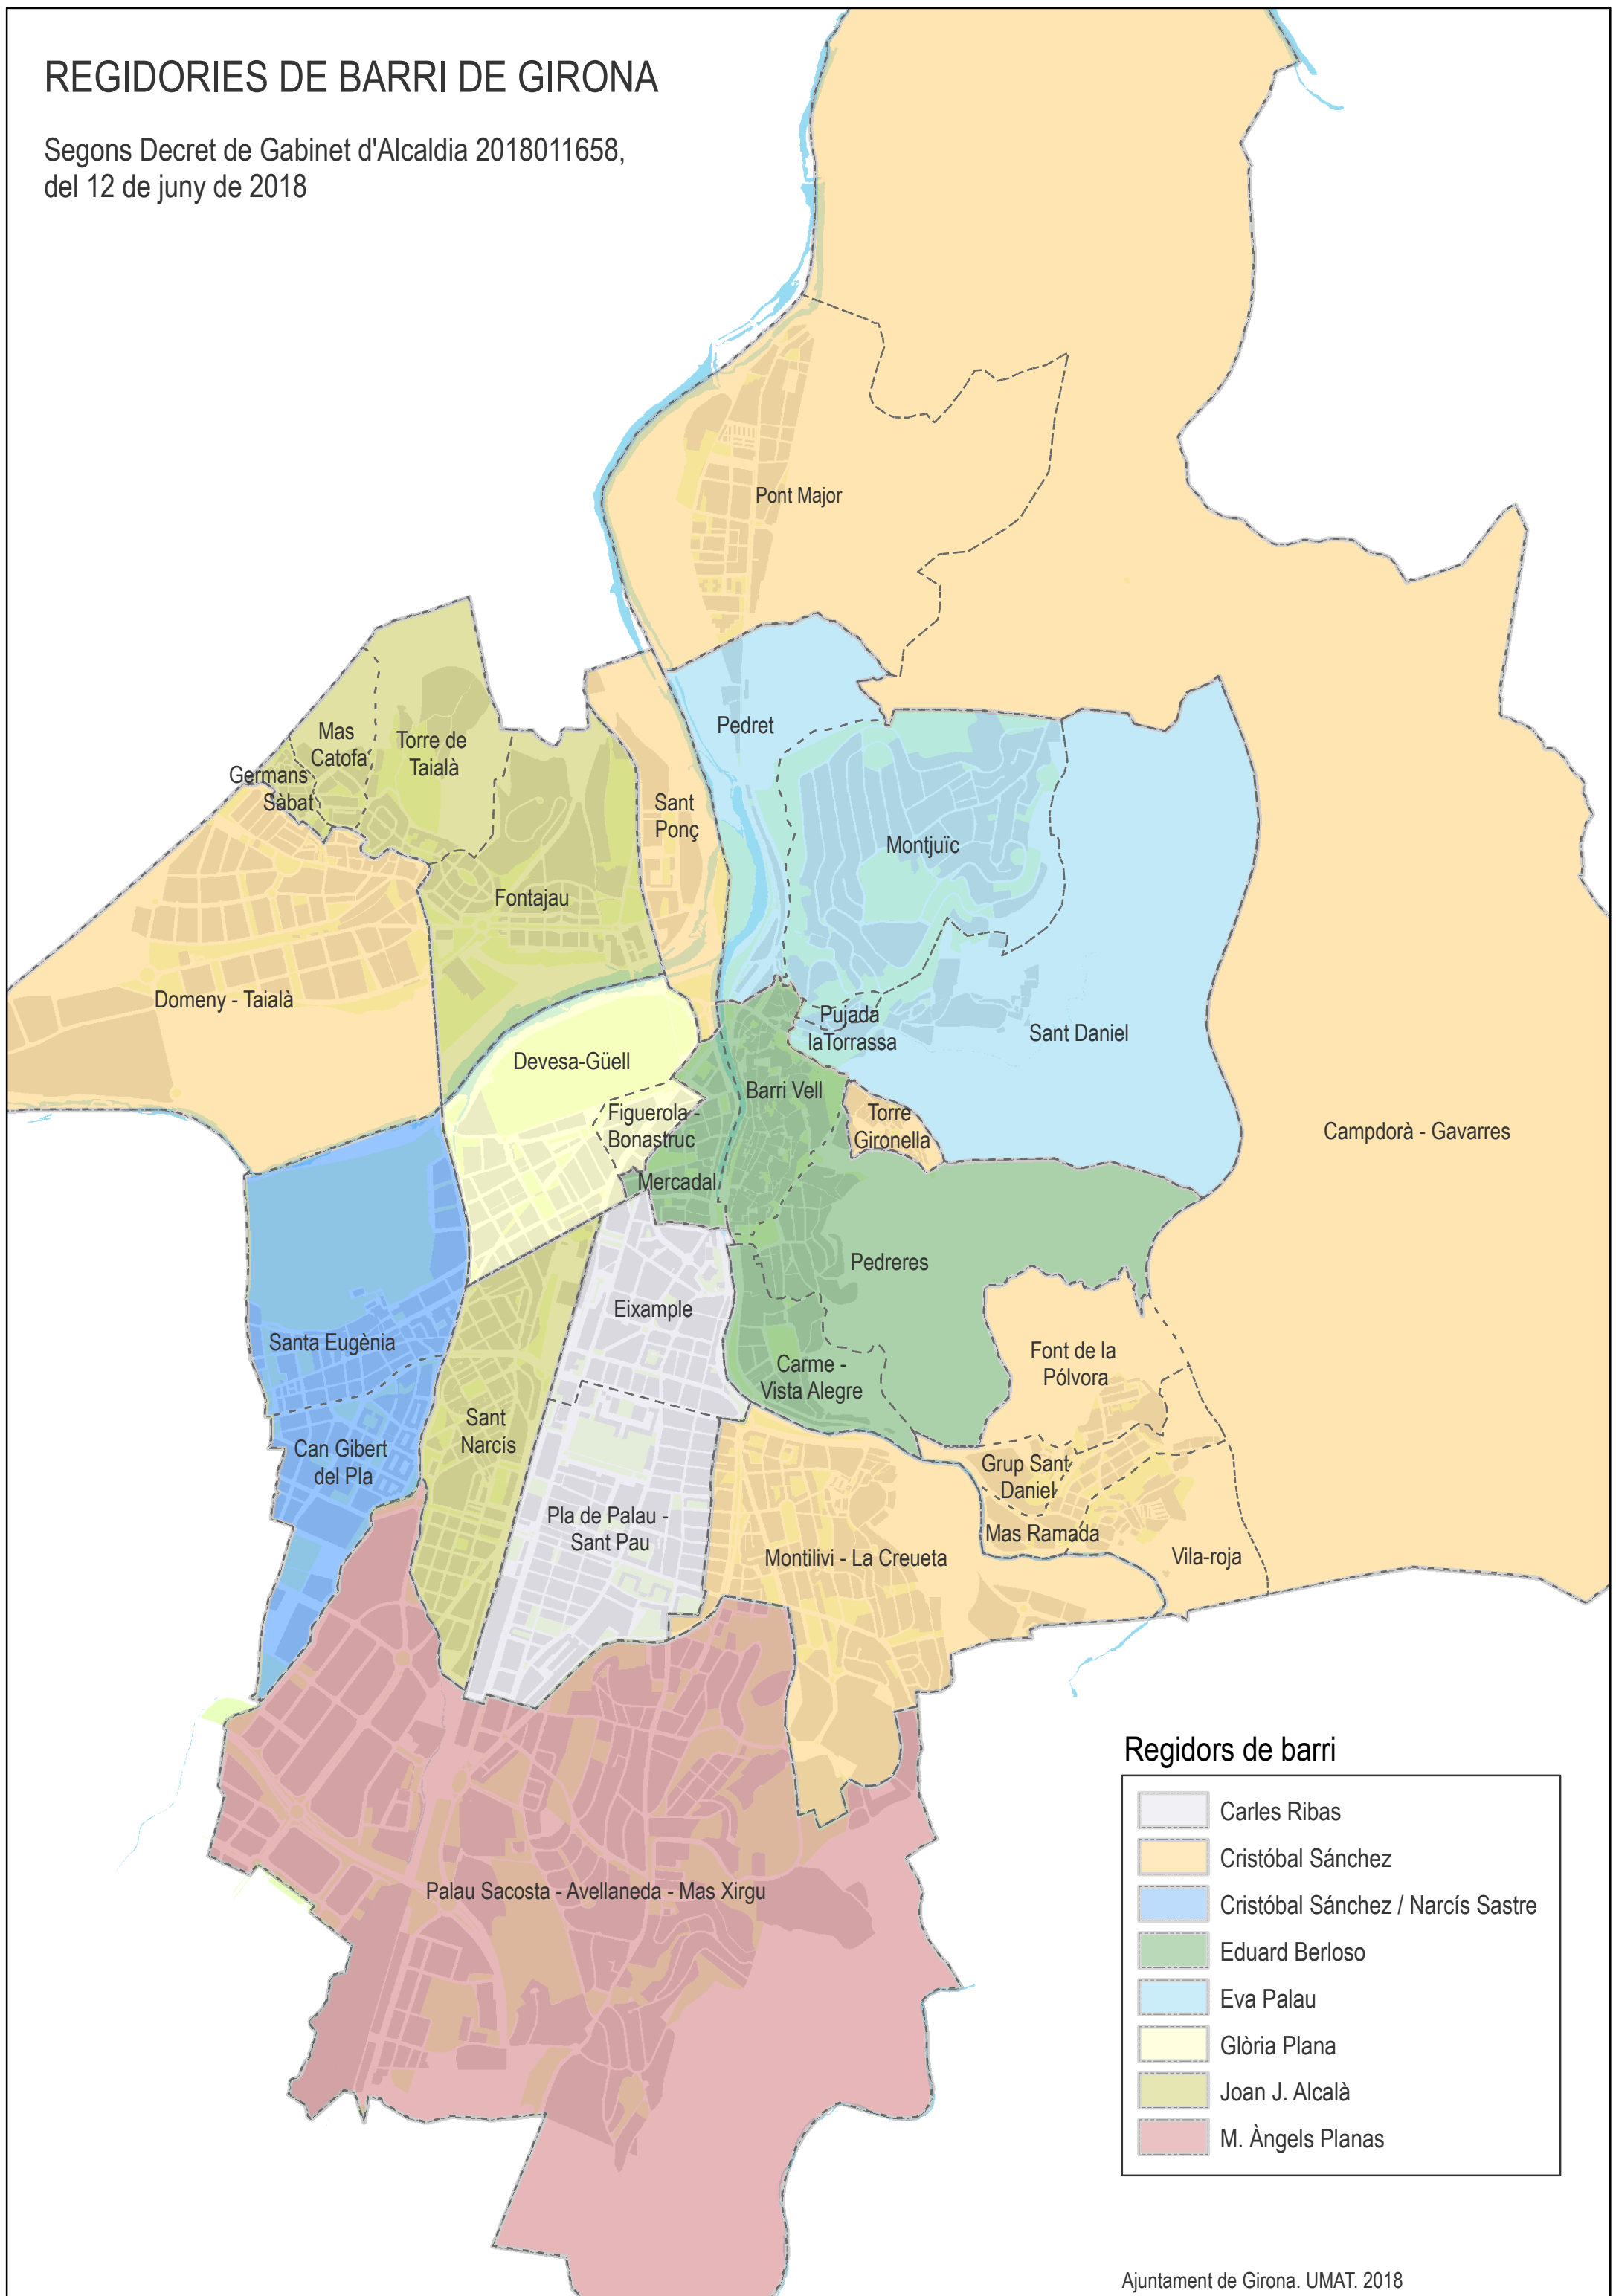 REGIDORIES DE BARRI DE GIRONA
Segons Decret de Gabinet d'Alcaldia 2018011658,
del 12 de juny de 2018
Pont Major
Pedret
Mas
Catofa
Torre de
Taialà
Germans
Sàbat
Sant
Ponç
Montjuïc
Fontajau
Domeny - Taialà
Pujada
laTorrassa
Sant Daniel
Devesa-Güell
Barri Vell
Figuerola -
Bonastruc
Torre
Gironella
Campdorà - Gavarres
Mercadal
Pedreres
Eixample
Santa Eugènia
Font de la
Pólvora
Carme -
Vista Alegre
Sant
Narcís
Can Gibert
del Pla
Grup Sant
Daniel
Pla de Palau -
Sant Pau
Mas Ramada
Montilivi - La Creueta
Vila-roja
Palau Sacosta - Avellaneda - Mas Xirgu
Regidors de barri
Carles Ribas
Cristóbal Sánchez
Cristóbal Sánchez / Narcís Sastre
Eduard Berloso
Eva Palau
Glòria Plana
Joan J. Alcalà
M. Àngels Planas
Ajuntament de Girona. UMAT. 2018